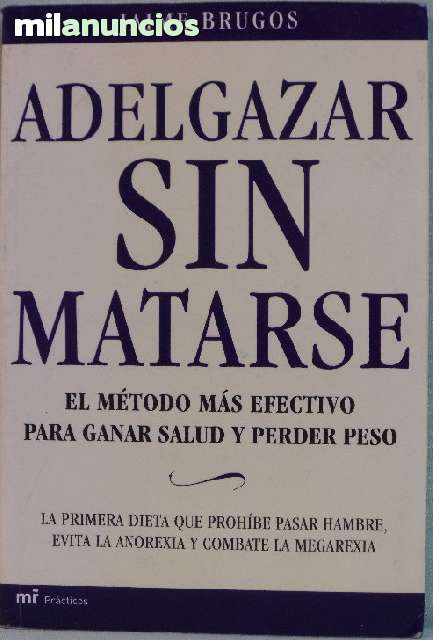 milanuncios
JAIME BRUGOS
ADELGAZAR
SIN
MATARSE
EL MÉTODO MÁS EFECTIVO
PARA GANAR SALUD Y PERDER PESO
LA PRIMERA DIETA QUE PROHÍBE PASAR HAMBRE,
EVITA LA ANOREXIA Y COMBATE LA MEGAREXIA
mr Prácticos